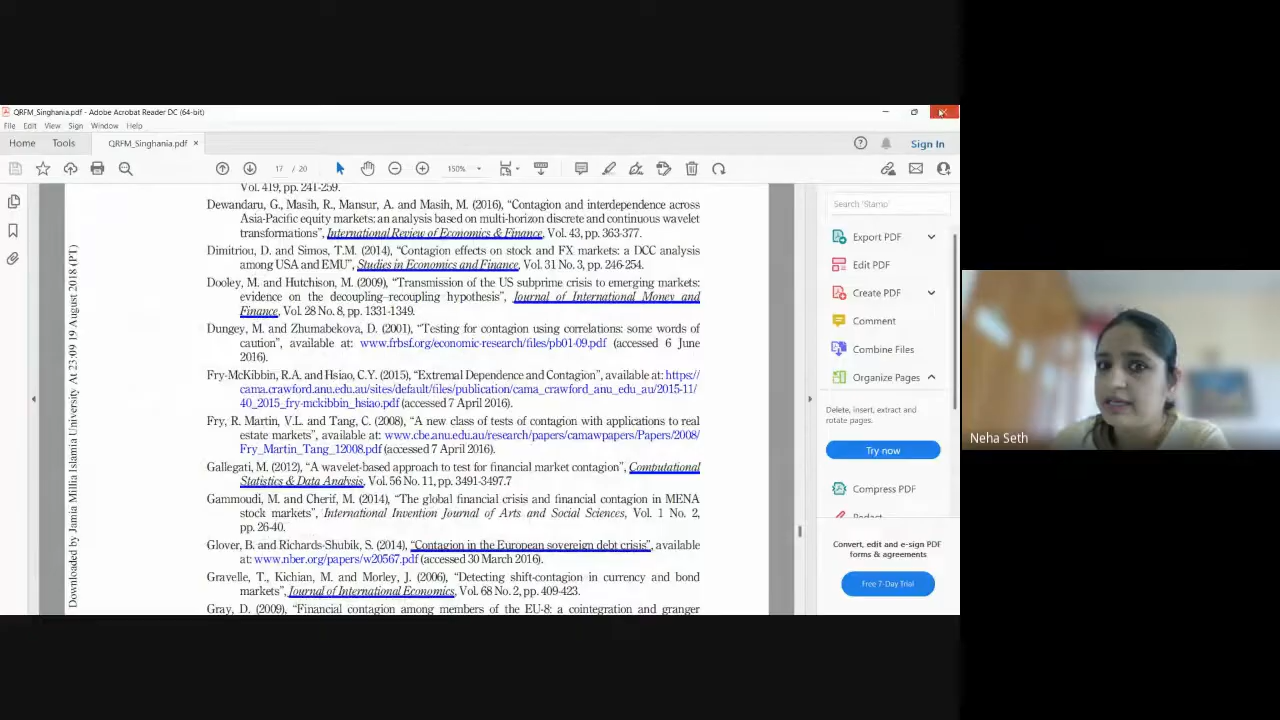 QRFM_Singhania.pdf - Adobe Acrobat Reader DC (64-bit)
File Edit View Sign Window Help
Home Tools QRFM_Singhania.pdf × Sign In
17 / 20 150%
Vol. 419, pp. 241-259.
Dewandaru, G., Masih, R., Mansur, A. and Masih, M. (2016), “Contagion and interdependence across
Asia-Pacific equity markets: an analysis based on multi-horizon discrete and continuous wavelet
transformations”, International Review of Economics & Finance, Vol. 43, pp. 363-377.
Dimitriou, D. and Simos, T.M. (2014), “Contagion effects on stock and FX markets: a DCC analysis
among USA and EMU”, Studies in Economics and Finance, Vol. 31 No. 3, pp. 246-254.
Dooley, M. and Hutchison, M. (2009), “Transmission of the US subprime crisis to emerging markets:
evidence on the decoupling–recoupling hypothesis”, Journal of International Money and
Finance, Vol. 28 No. 8, pp. 1331-1349.
Dungey, M. and Zhumabekova, D. (2001), “Testing for contagion using correlations: some words of
caution”, available at: www.frbsf.org/economic-research/files/pb01-09.pdf (accessed 6 June
2016).
Fry-McKibbin, R.A. and Hsiao, C.Y. (2015), “Extremal Dependence and Contagion”, available at: https://
cama.crawford.anu.edu.au/sites/default/files/publication/cama_crawford_anu_edu_au/2015-11/
40_2015_fry-mckibbin_hsiao.pdf (accessed 7 April 2016).
Fry, R. Martin, V.L. and Tang, C. (2008), “A new class of tests of contagion with applications to real
estate markets”, available at: www.cbe.anu.edu.au/research/papers/camawpapers/Papers/2008/
Fry_Martin_Tang_12008.pdf (accessed 7 April 2016).
Gallegati, M. (2012), “A wavelet-based approach to test for financial market contagion”, Computational
Statistics & Data Analysis, Vol. 56 No. 11, pp. 3491-3497.7
Gammoudi, M. and Cherif, M. (2014), “The global financial crisis and financial contagion in MENA
stock markets”, International Invention Journal of Arts and Social Sciences, Vol. 1 No. 2,
pp. 26-40.
Glover, B. and Richards-Shubik, S. (2014), “Contagion in the European sovereign debt crisis”, available
at: www.nber.org/papers/w20567.pdf (accessed 30 March 2016).
Gravelle, T., Kichian, M. and Morley, J. (2006), “Detecting shift-contagion in currency and bond
markets”, Journal of International Economics, Vol. 68 No. 2, pp. 409-423.
Gray, D. (2009), “Financial contagion among members of the EU-8: a cointegration and granger
Downloaded by Jamia Millia Islamia University At 23:09 19 August 2018 (PT)
Search 'Stamp'
Export PDF
Edit PDF
Create PDF
Comment
Combine Files
Organize Pages
Delete, insert, extract and
rotate pages.
Try now
Compress PDF
Redact
Convert, edit and e-sign PDF
forms & agreements
Free 7-Day Trial
Neha Seth